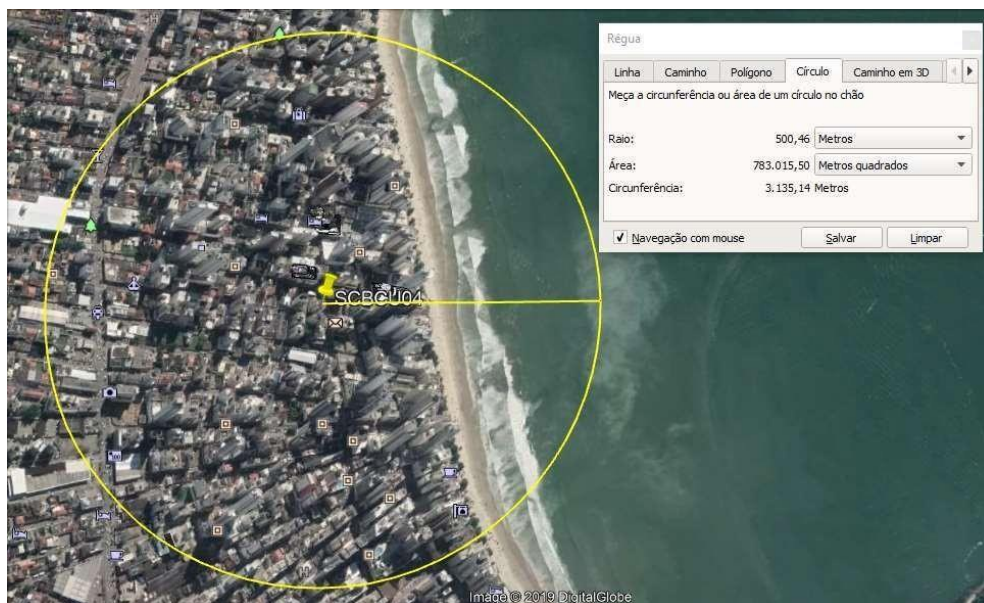 Régua
Linha Caminho Polígono Círculo Caminho em 3D
Meça a circunferência ou área de um círculo no chão
Raio: 500,46 Metros
Área: 783.015,50 Metros quadrados
Circunferência: 3.135,14 Metros
Navegação com mouse Salvar Limpar
SCBCU04
Image © 2019 DigitalGlobe